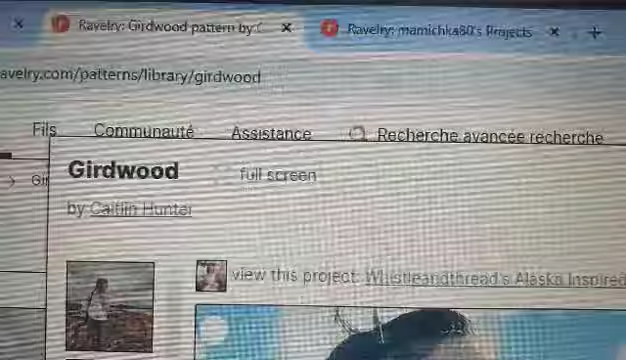 Ravelry: Girdwood pattern by C
Ravelry: mamichka80's Projects
avelry.com/patterns/library/girdwood
Fils Communauté Assistance Recherche avancée recherche
Girdwood full screen
by Caitlin Hunter
view this project: Whistleandthread's Alaska Inspired